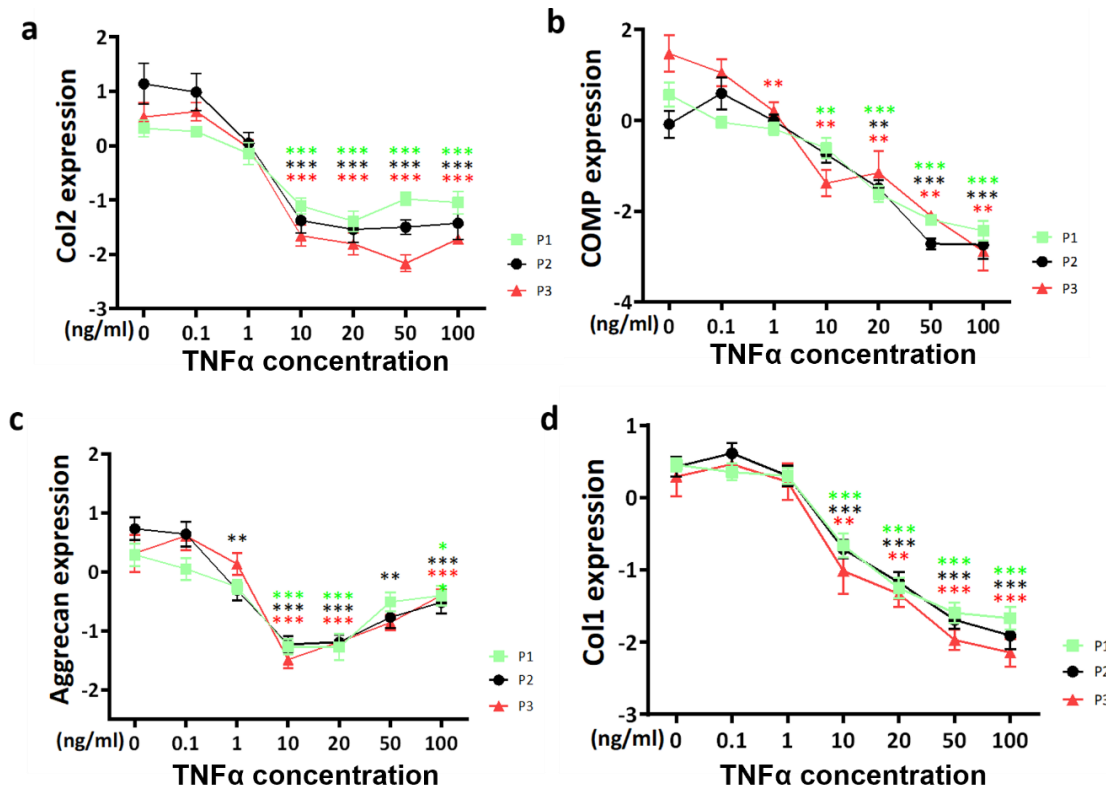 a
Col2 expression
2
1
0
-1
-2
-3
*** *** *** ***
*** *** *** ***
*** *** *** ***
P1
P2
P3
(ng/ml) 0 0.1 1 10 20 50 100
TNFα concentration
b
COMP expression
2
0
-2
-4
**
** ***
** **
**
*** ***
*** ***
** **
P1
P2
P3
(ng/ml) 0 0.1 1 10 20 50 100
TNFα concentration
c
Aggrecan expression
2
1
0
-1
-2
**
*** ***
*** ***
*** ***
**
*
***
***
*
P1
P2
P3
(ng/ml) 0 0.1 1 10 20 50 100
TNFα concentration
d
Col1 expression
1
0
-1
-2
-3
*** *** *** ***
*** *** *** ***
** ** *** ***
P1
P2
P3
(ng/ml) 0 0.1 1 10 20 50 100
TNFα concentration